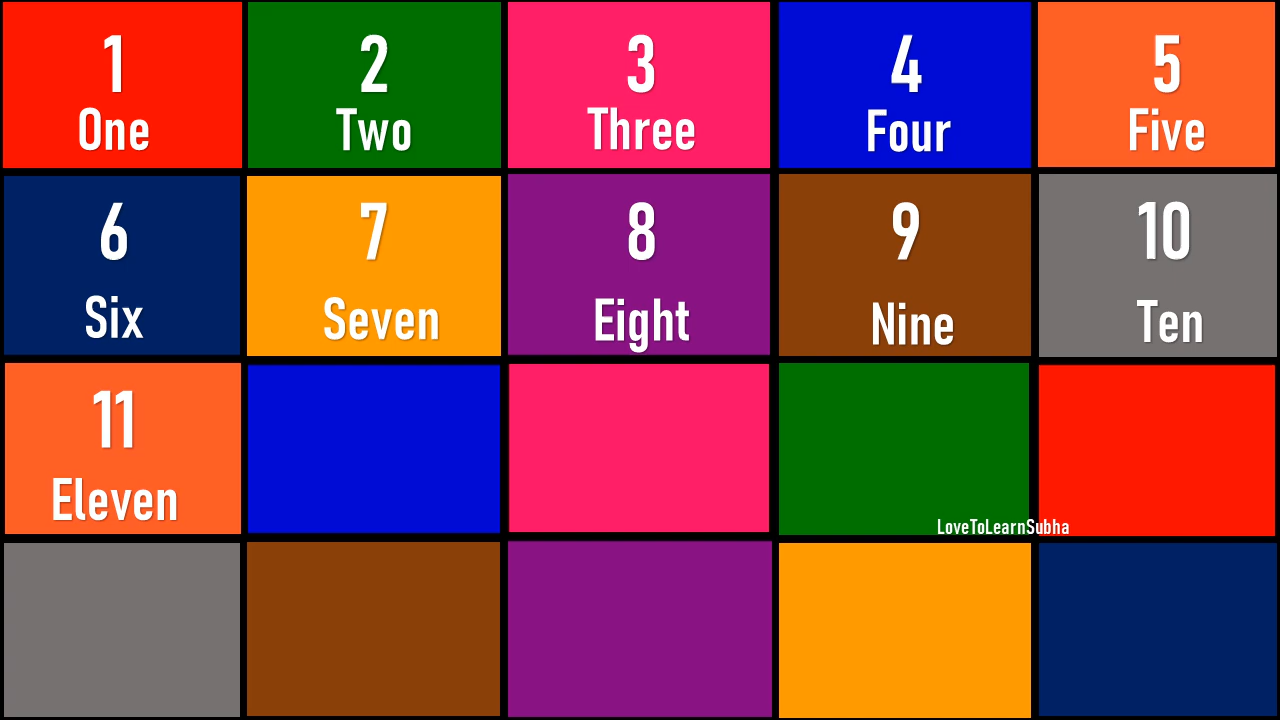 1
One
2
Two
3
Three
4
Four
5
Five
6
Six
7
Seven
8
Eight
9
Nine
10
Ten
11
Eleven
LoveToLearnSubha